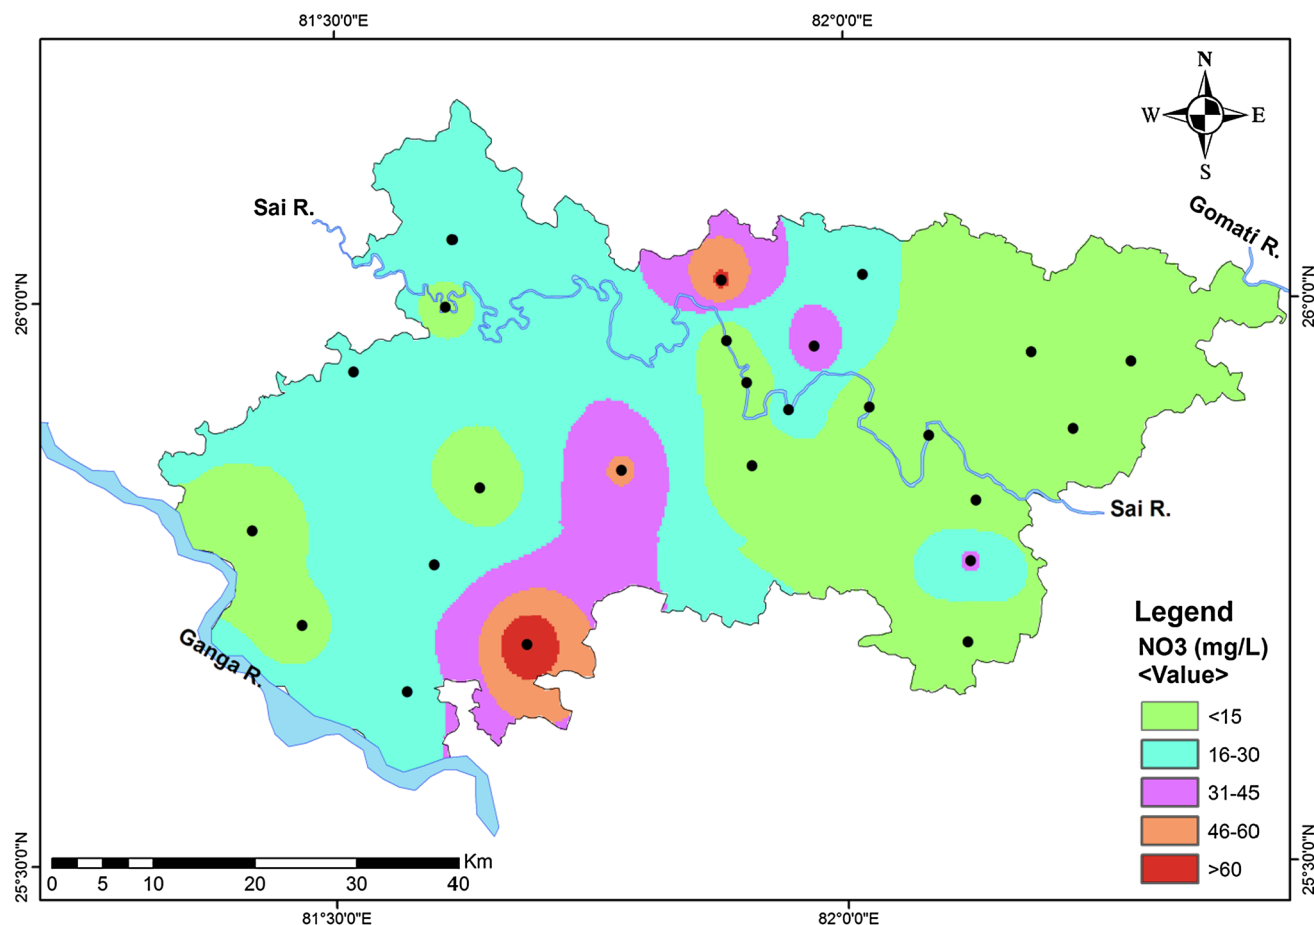 81°30'0"E
82°0'0"E
N
W
E
S
Sai R.
Gomati R.
26°0'0"N
26°0'0"N
Sai R.
Ganga R.
Legend
NO3 (mg/L)
<Value>
<15
16-30
31-45
46-60
>60
Km
0 5 10 20 30 40
25°30'0"N
25°30'0"N
81°30'0"E
82°0'0"E